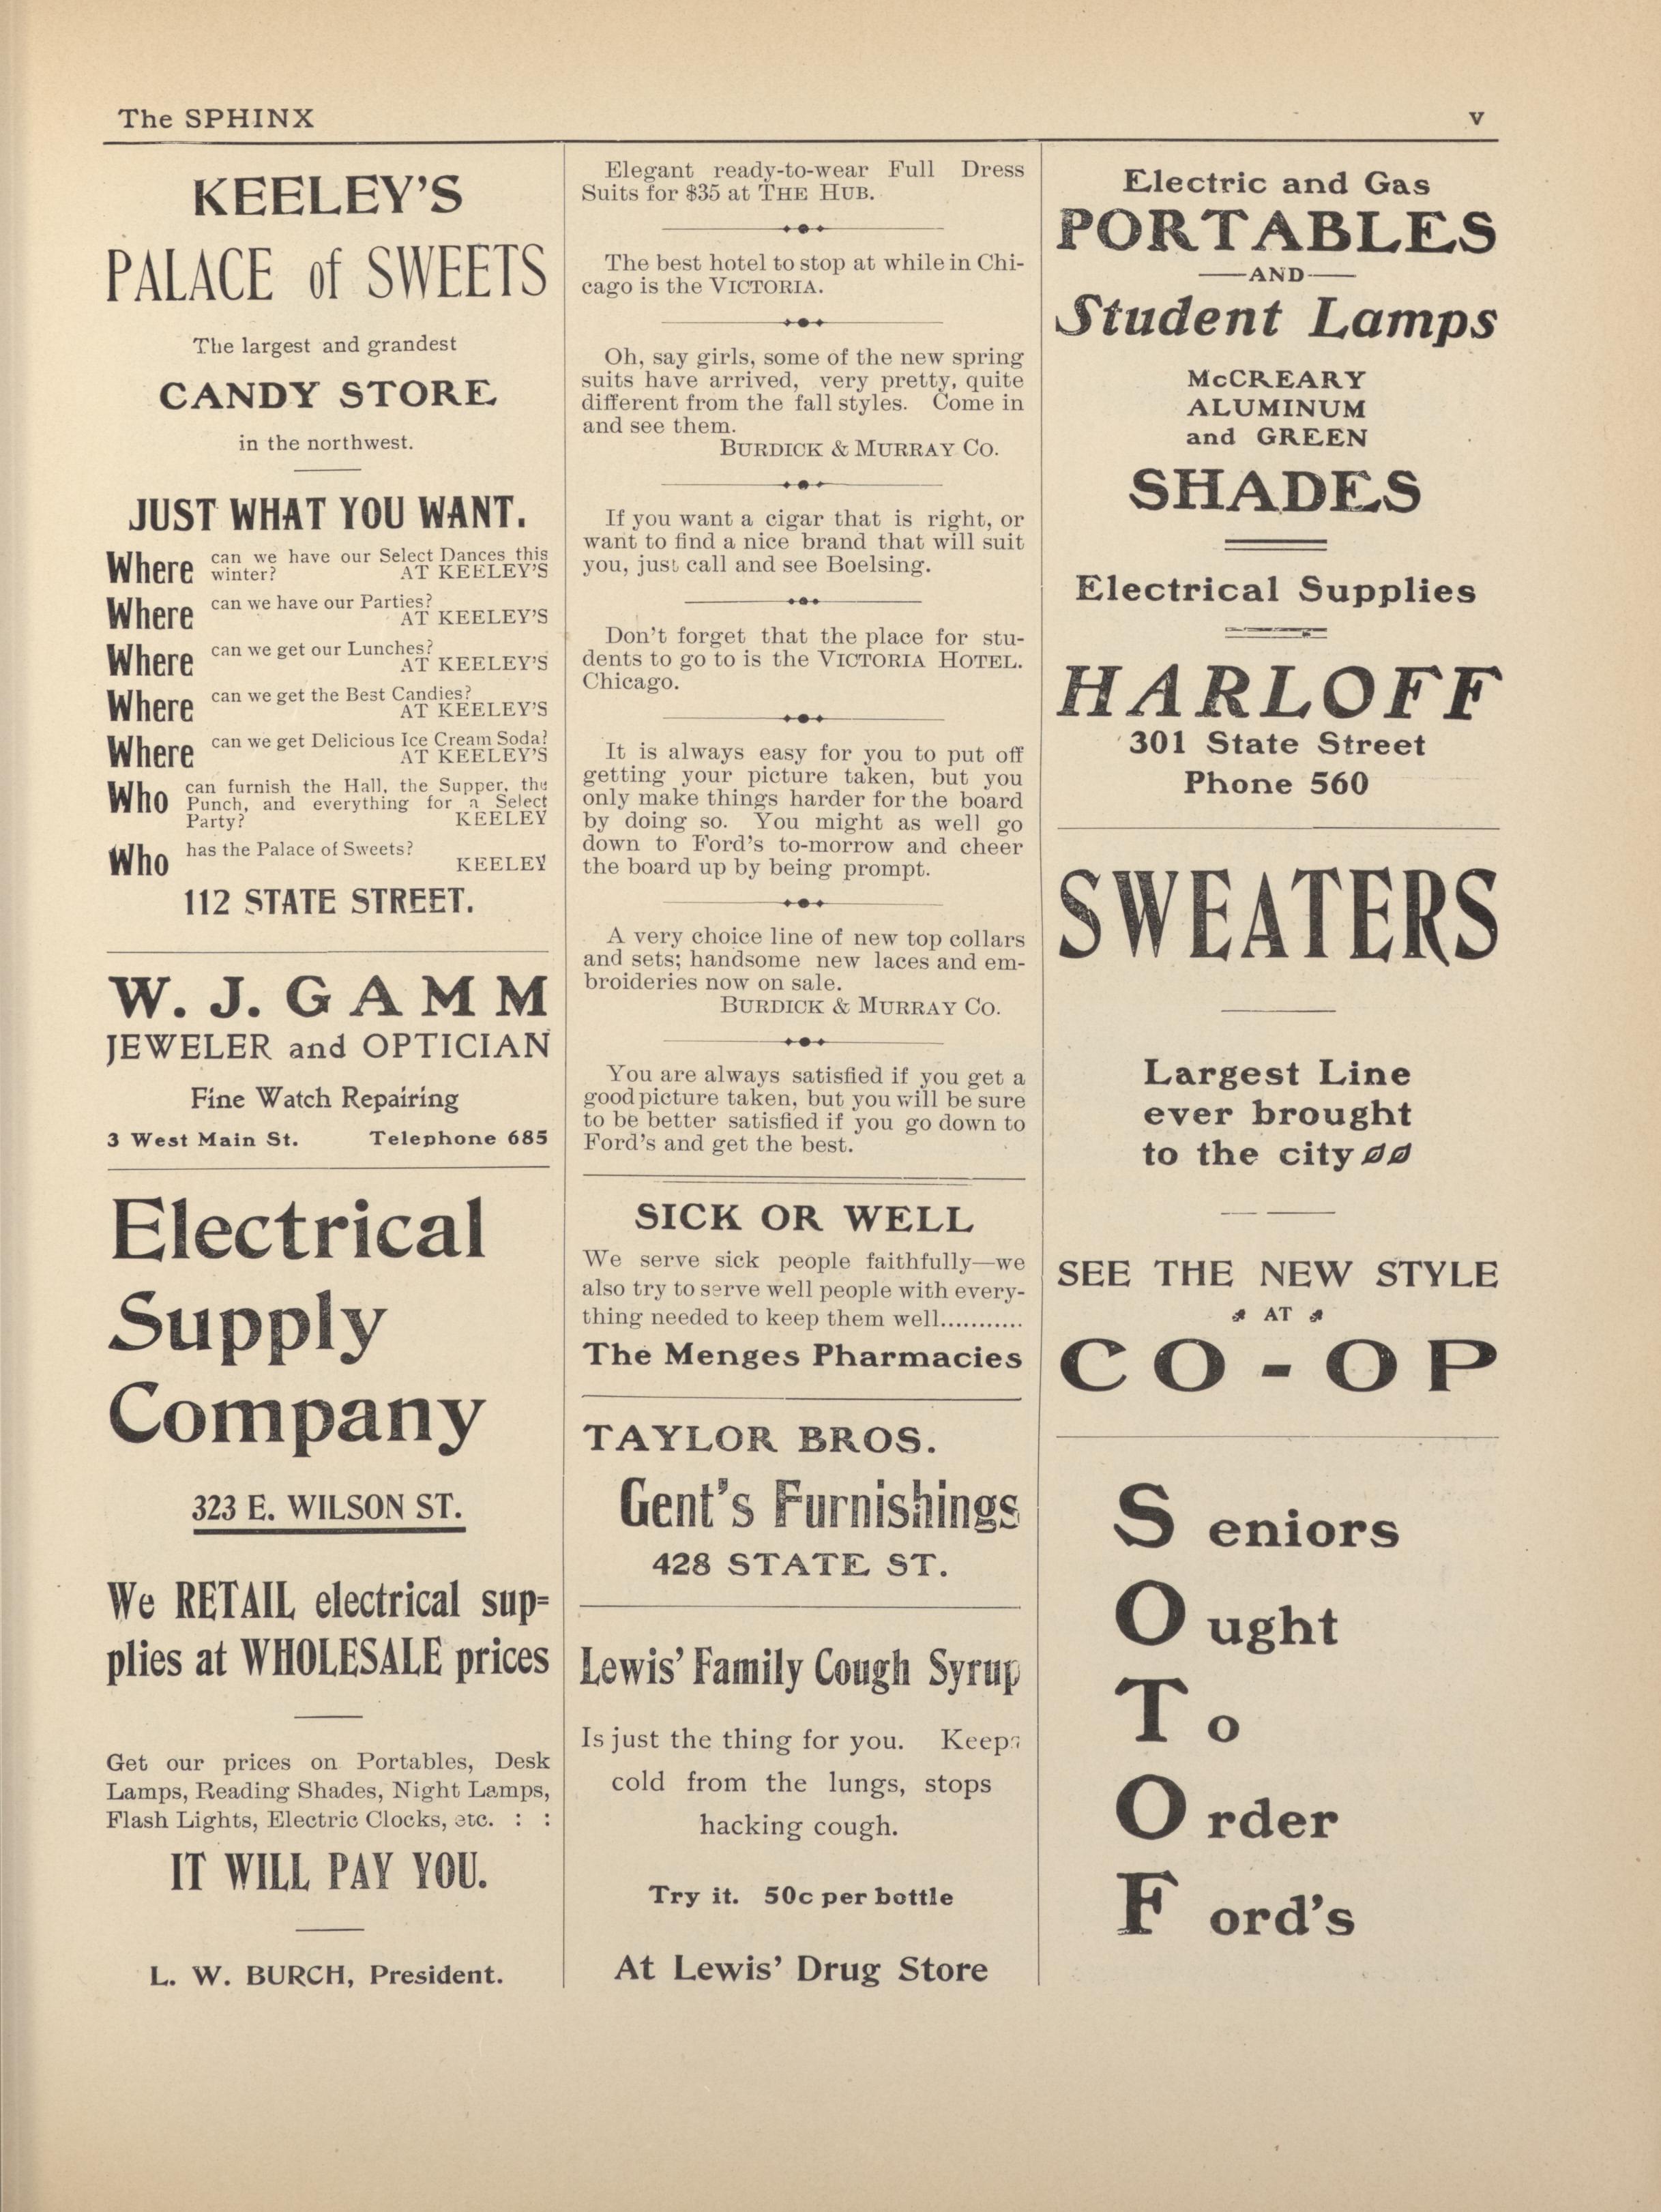 The SPHINX
v
KEELEY'S
PALACE of SWEETS
The largest and grandest
CANDY STORE
in the northwest.
JUST WHAT YOU WANT.
Where can we have our Select Dances this
winter? AT KEELEY'S
Where can we have our Parties?
AT KEELEY'S
Where can we get our Lunches?
AT KEELEY'S
Where can we get the Best Candies?
AT KEELEY'S
Where can we get Delicious Ice Cream Soda?
AT KEELEY'S
Who can furnish the Hall, the Supper, the
Punch, and everything for a Select
Party? KEELEY
Who has the Palace of Sweets?
KEELEY
112 STATE STREET.
W. J. GAMM
JEWELER and OPTICIAN
Fine Watch Repairing
3 West Main St. Telephone 685
Electrical
Supply
Company
323 E. WILSON ST.
We RETAIL electrical sup-
plies at WHOLESALE prices
Get our prices on Portables, Desk
Lamps, Reading Shades, Night Lamps,
Flash Lights, Electric Clocks, etc. : :
IT WILL PAY YOU.
L. W. BURCH, President.
Elegant ready-to-wear Full Dress
Suits for $35 at THE HUB.
The best hotel to stop at while in Chi-
cago is the VICTORIA.
Oh, say girls, some of the new spring
suits have arrived, very pretty, quite
different from the fall styles. Come in
and see them.
BURDICK & MURRAY CO.
If you want a cigar that is right, or
want to find a nice brand that will suit
you, just call and see Boelsing.
Don't forget that the place for stu-
dents to go to is the VICTORIA HOTEL.
Chicago.
It is always easy for you to put off
getting your picture taken, but you
only make things harder for the board
by doing so. You might as well go
down to Ford's to-morrow and cheer
the board up by being prompt.
A very choice line of new top collars
and sets; handsome new laces and em-
broideries now on sale.
BURDICK & MURRAY CO.
You are always satisfied if you get a
good picture taken, but you will be sure
to be better satisfied if you go down to
Ford's and get the best.
SICK OR WELL
We serve sick people faithfully—we
also try to serve well people with every-
thing needed to keep them well...........
The Menges Pharmacies
TAYLOR BROS.
Gent's Furnishings
428 STATE ST.
Lewis' Family Cough Syrup
Is just the thing for you. Keeps
cold from the lungs, stops
hacking cough.
Try it. 50c per bottle
At Lewis' Drug Store
Electric and Gas
PORTABLES
—AND—
Student Lamps
McCREARY
ALUMINUM
and GREEN
SHADES
Electrical Supplies
HARLOFF
301 State Street
Phone 560
SWEATERS
Largest Line
ever brought
to the city
SEE THE NEW STYLE
AT
CO-OP
Seniors
Ought
To
Order
Ford's